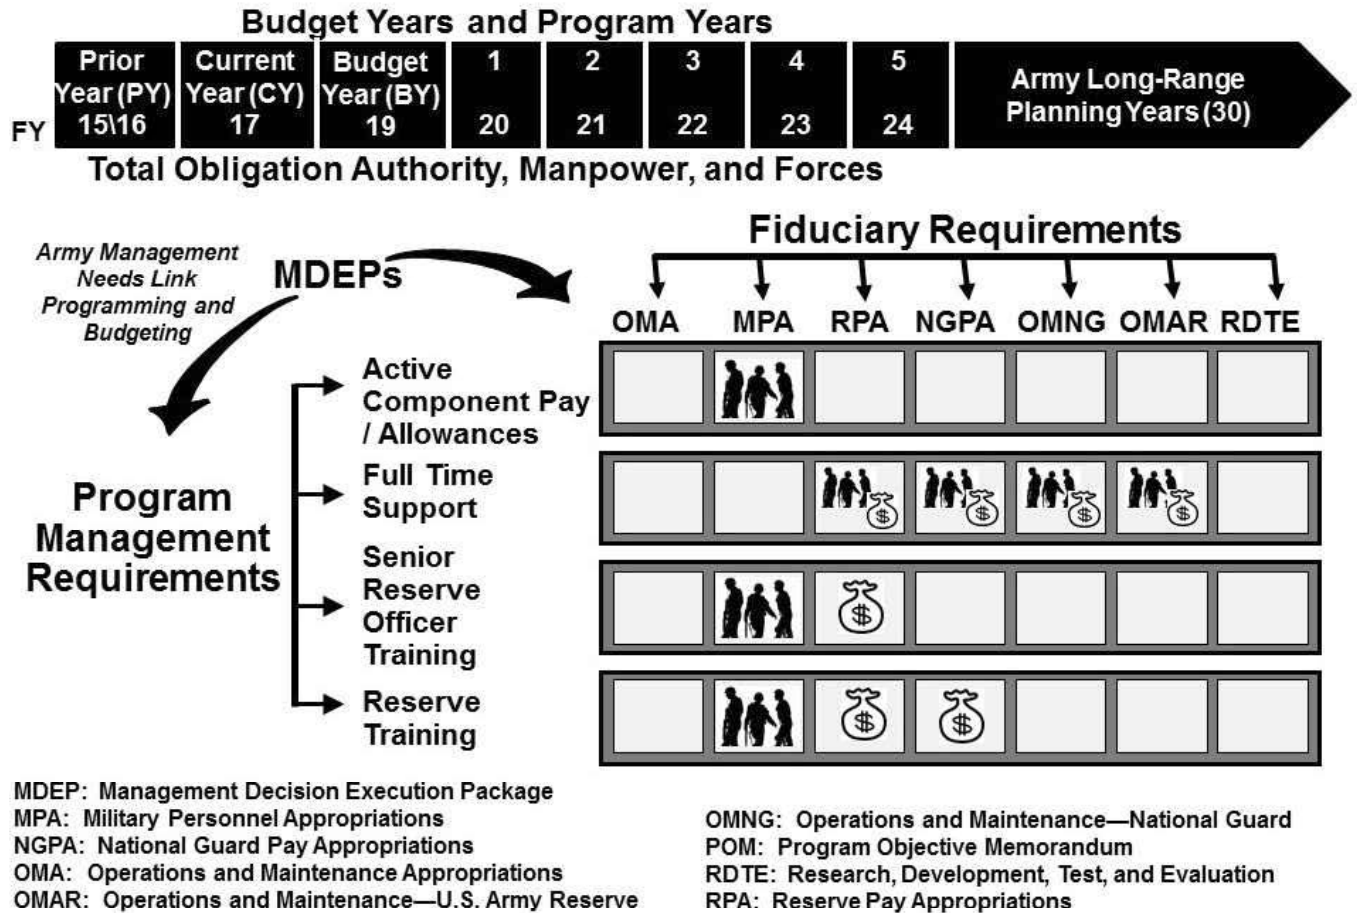 Budget Years and Program Years
Prior Year (PY) 15\16
Current Year (CY) 17
Budget Year (BY) 19
1 20
2 21
3 22
4 23
5 24
Army Long-Range
Planning Years (30)
FY
Total Obligation Authority, Manpower, and Forces
Army Management
Needs Link
Programming and
Budgeting
MDEPs
Fiduciary Requirements
OMA MPA RPA NGPA OMNG OMAR RDTE
Program
Management
Requirements
Active
Component Pay
/ Allowances
Full Time
Support
$ $ $ $
Senior
Reserve
Officer
Training
$
Reserve
Training
$ $
MDEP: Management Decision Execution Package
MPA: Military Personnel Appropriations
NGPA: National Guard Pay Appropriations
OMA: Operations and Maintenance Appropriations
OMAR: Operations and Maintenance—U.S. Army Reserve
OMNG: Operations and Maintenance—National Guard
POM: Program Objective Memorandum
RDTE: Research, Development, Test, and Evaluation
RPA: Reserve Pay Appropriations